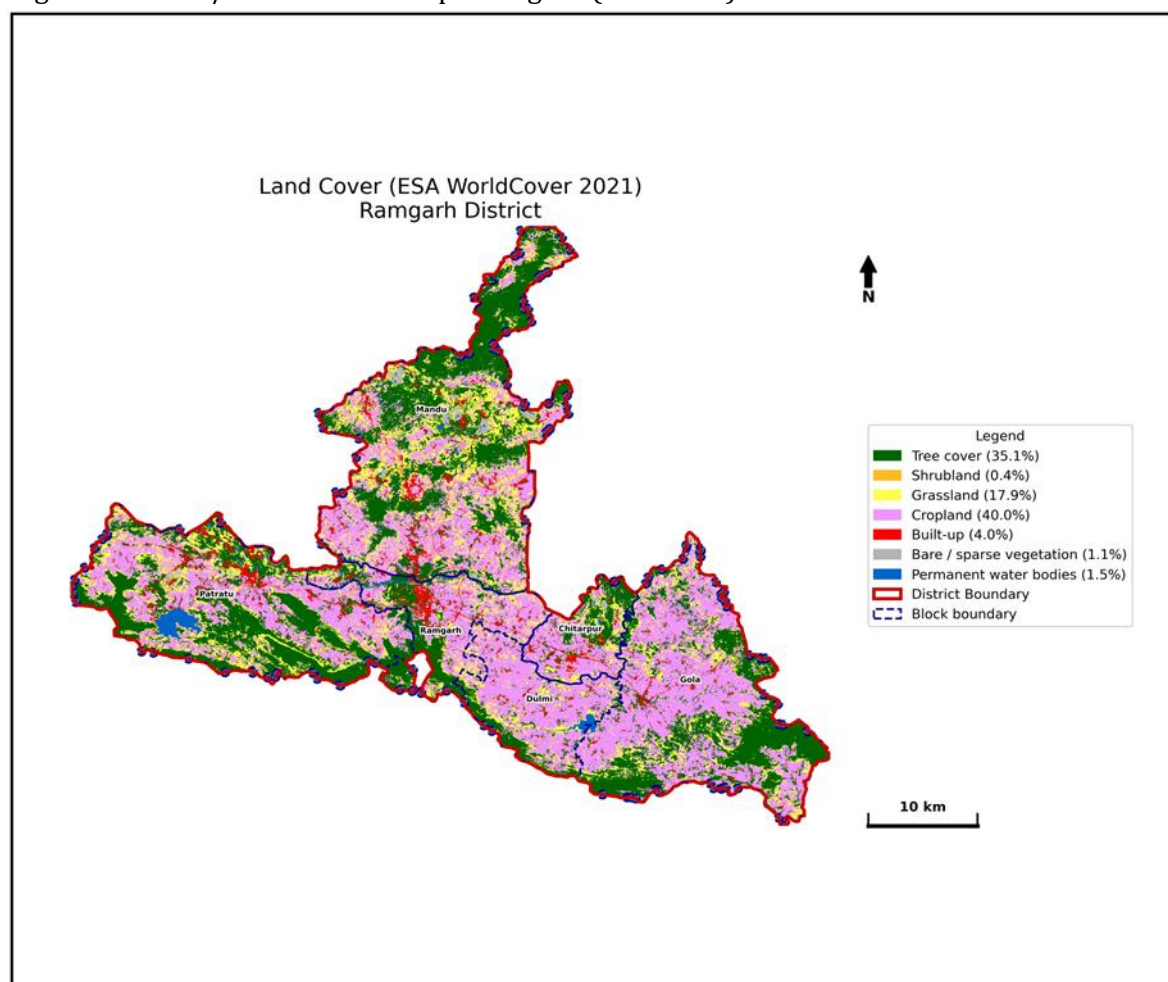 Land Cover (ESA WorldCover 2021)
Ramgarh District
N
Mandu
Patratu
Ramgarh
Chitarpur
Gola
Dulmi
Legend
Tree cover (35.1%)
Shrubland (0.4%)
Grassland (17.9%)
Cropland (40.0%)
Built-up (4.0%)
Bare / sparse vegetation (1.1%)
Permanent water bodies (1.5%)
District Boundary
Block boundary
10 km